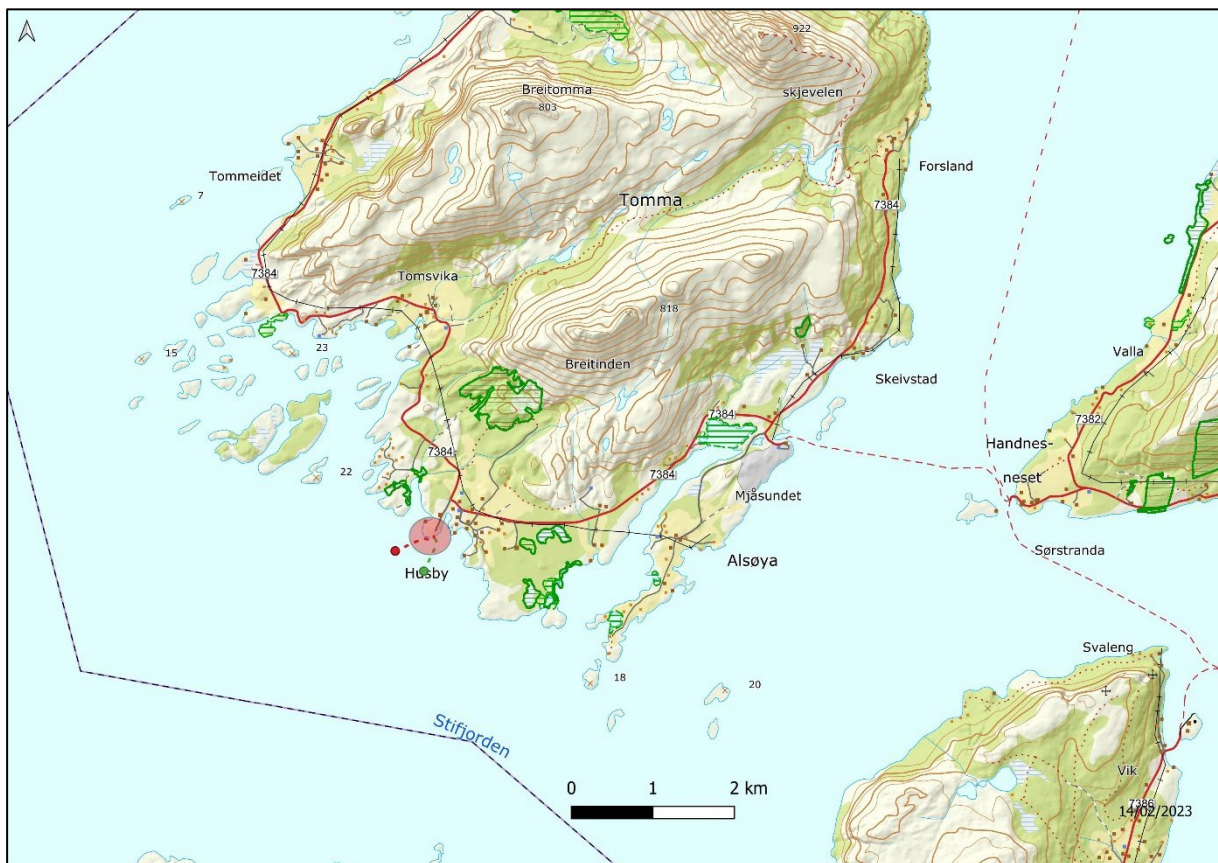 922
Breitomma
803
skjevelen
Tommeidet
Forsland
7
Tomma
7384
7384
Tomsvika
15
23
818
Valla
Breitinden
Skeivstad
7384
7382
7384
22
7384
Handnes-
neset
Mjåsundet
Sørstranda
Husby
Alsøya
Svaleng
18
20
Stifjorden
Vik
0 1 2 km
7386
14/02/2023